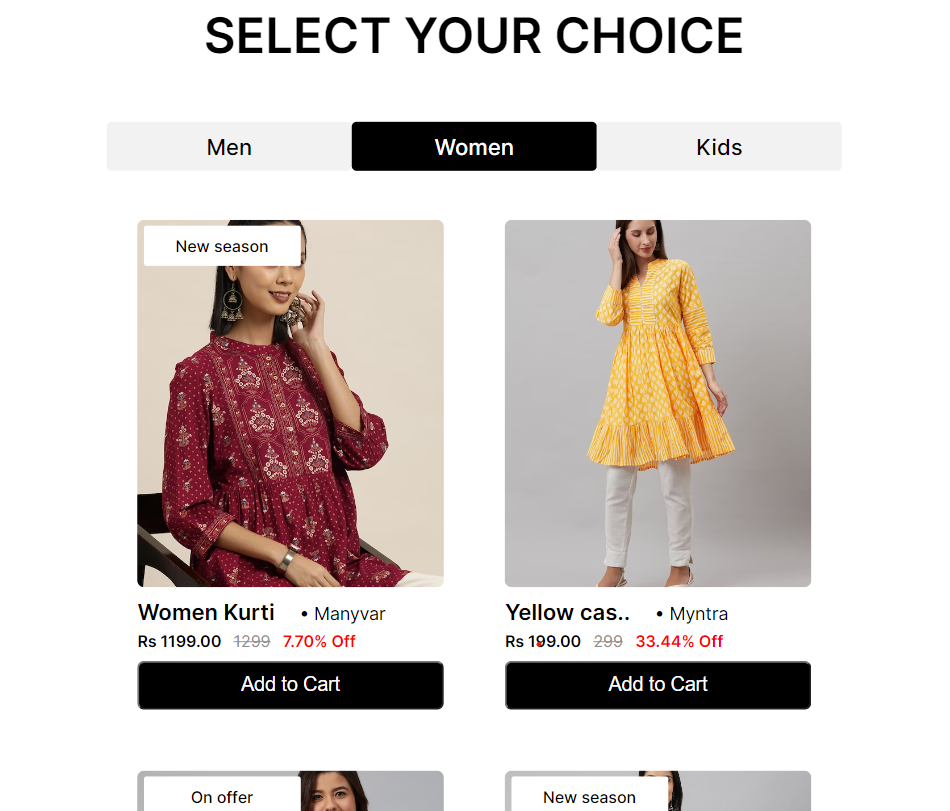 SELECT YOUR CHOICE
Men Women Kids
New season
Women Kurti • Manyvar
Rs 1199.00 1299 7.70% Off
Add to Cart
Yellow cas.. • Myntra
Rs 199.00 299 33.44% Off
Add to Cart
On offer
New season